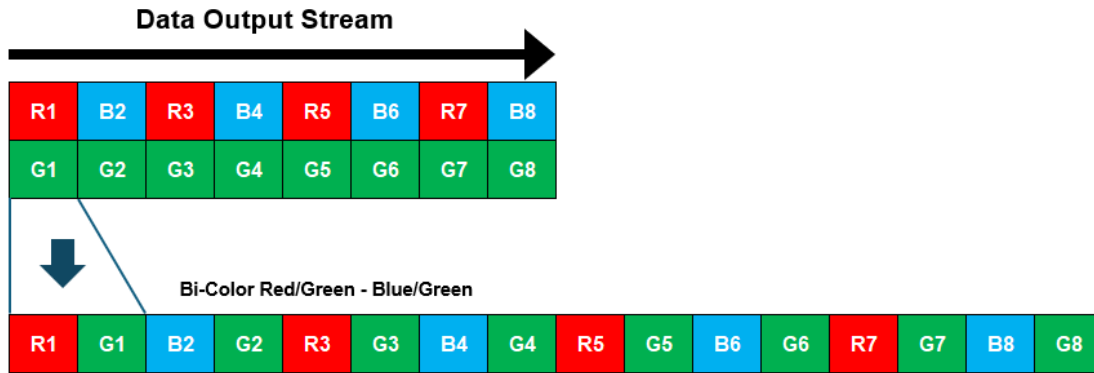 Data Output Stream
R1 B2 R3 B4 R5 B6 R7 B8
G1 G2 G3 G4 G5 G6 G7 G8
Bi-Color Red/Green - Blue/Green
R1 G1 B2 G2 R3 G3 B4 G4 R5 G5 B6 G6 R7 G7 B8 G8